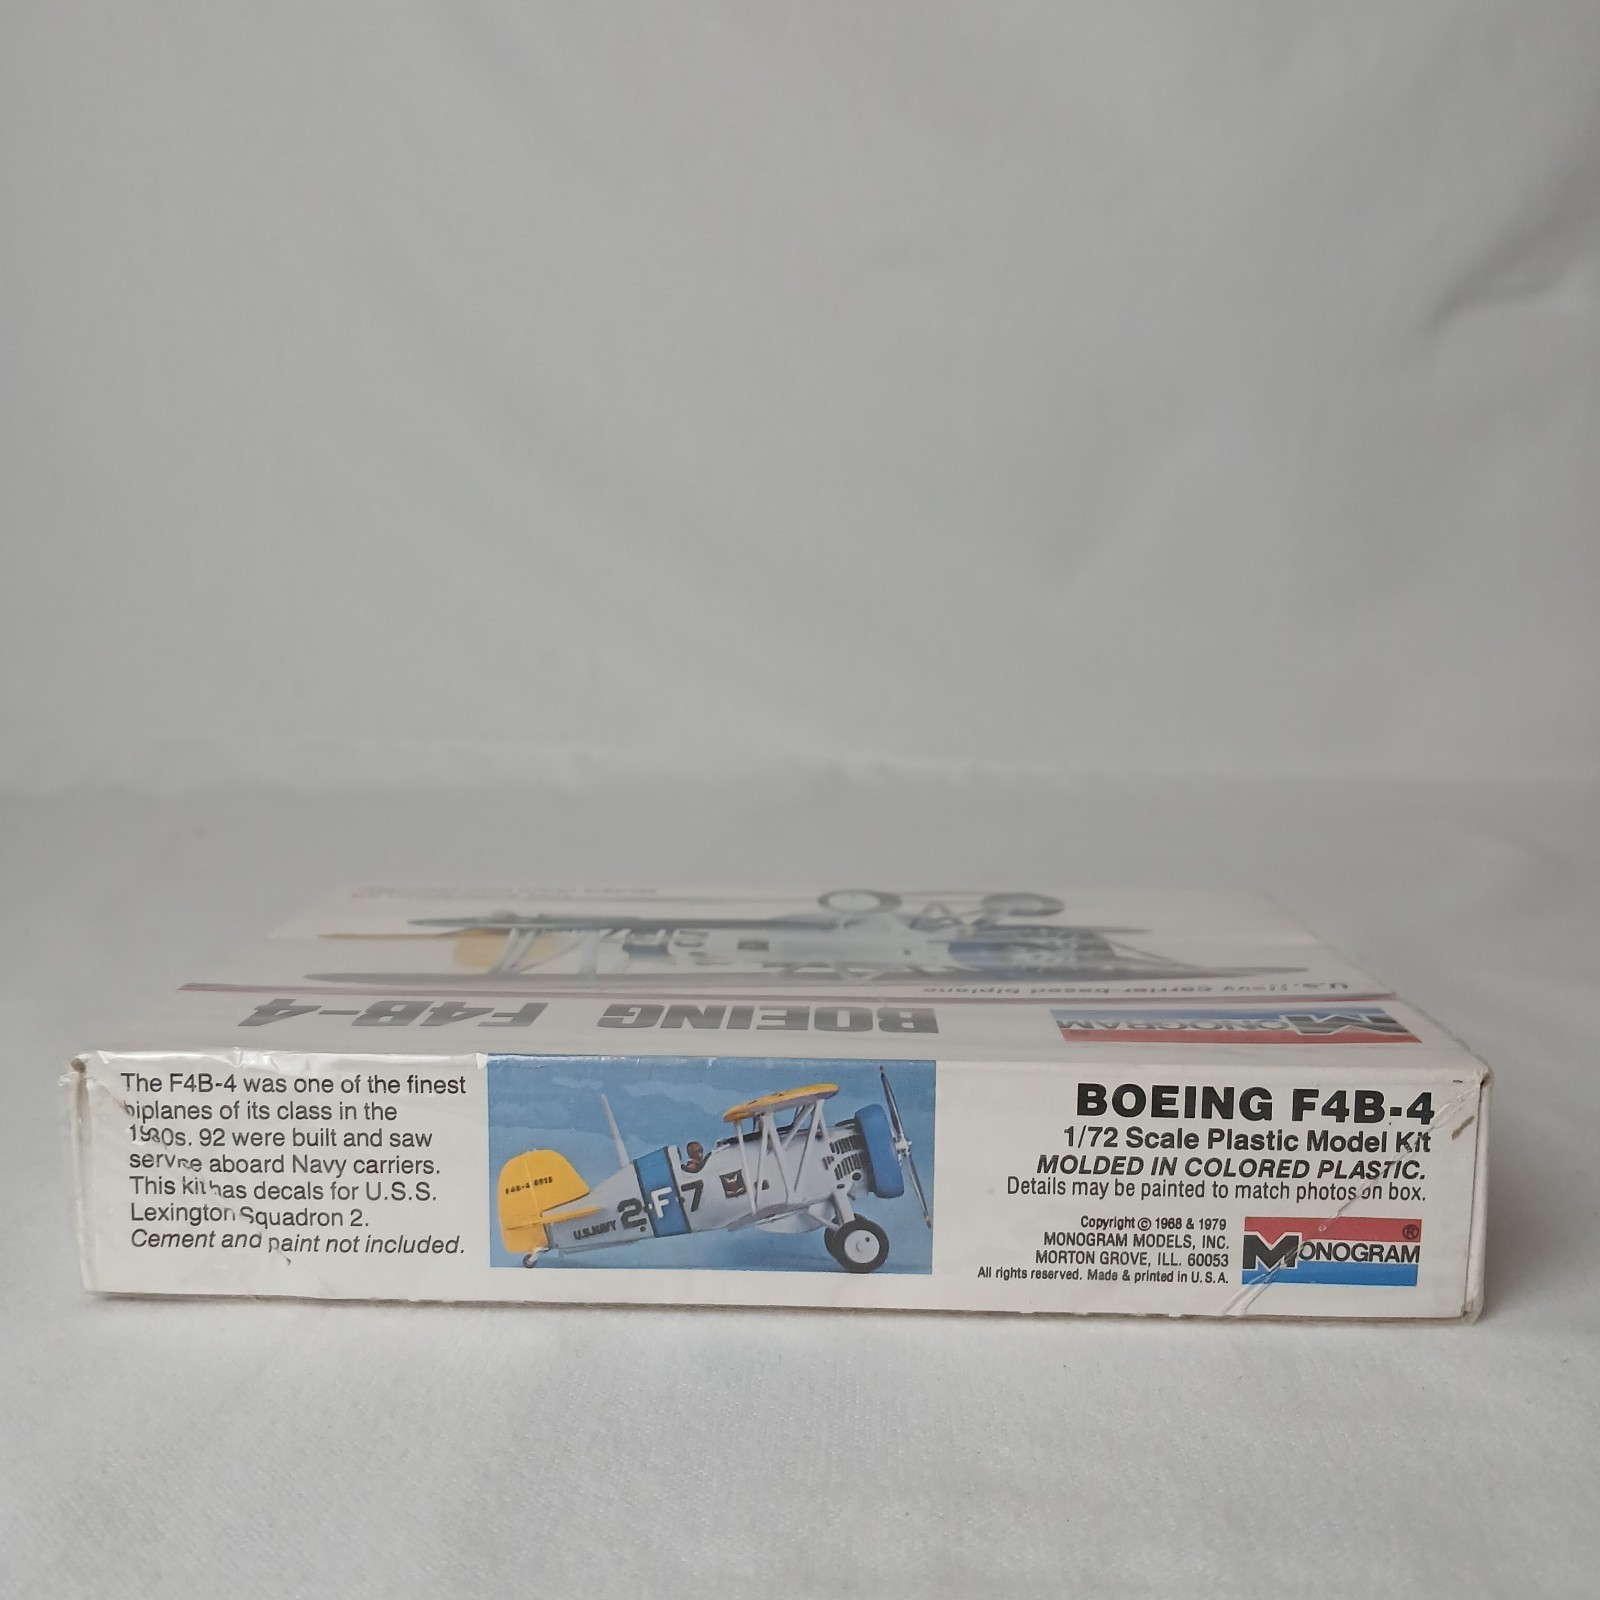 U.S. Navy carrier-based biplane
MONOGRAM
BOEING F4B-4
The F4B-4 was one of the finest
biplanes of its class in the
1930s. 92 were built and saw
service aboard Navy carriers.
This kit has decals for U.S.S.
Lexington Squadron 2.
Cement and paint not included.
U.S. NAVY
2-F-7
BOEING F4B-4
1/72 Scale Plastic Model Kit
MOLDED IN COLORED PLASTIC.
Details may be painted to match photos on box.
Copyright © 1968 & 1979
MONOGRAM MODELS, INC.
MORTON GROVE, ILL. 60053
All rights reserved. Made & printed in U.S.A.
MONOGRAM®